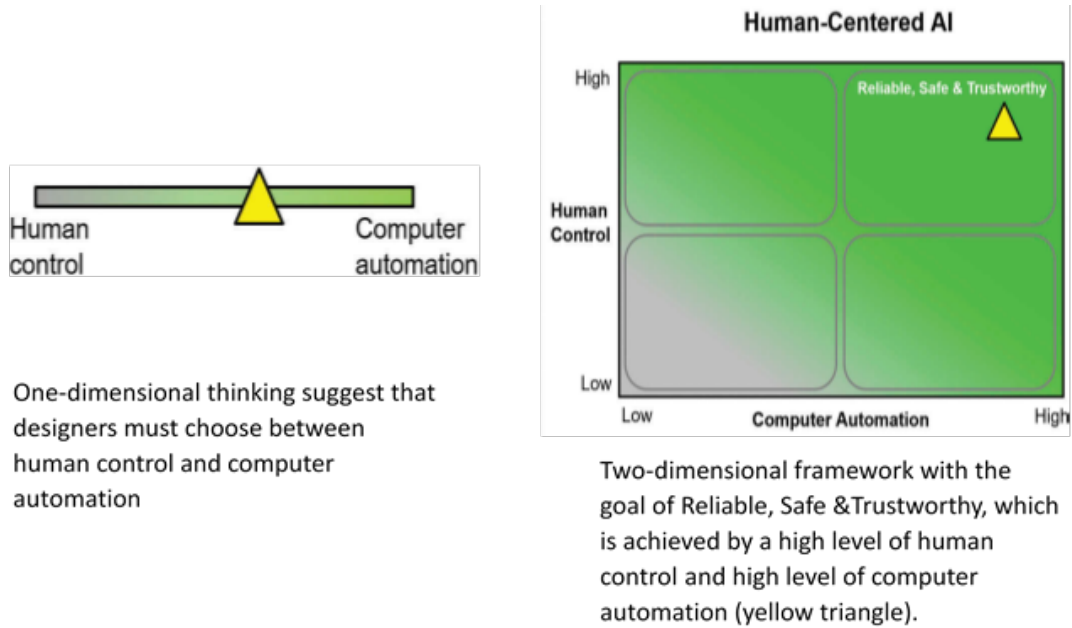 Human
control
Computer
automation
One-dimensional thinking suggest that
designers must choose between
human control and computer
automation
Human-Centered AI
High
Reliable, Safe & Trustworthy
Human
Control
Low
Low
Computer Automation
High
Two-dimensional framework with the
goal of Reliable, Safe &Trustworthy, which
is achieved by a high level of human
control and high level of computer
automation (yellow triangle).